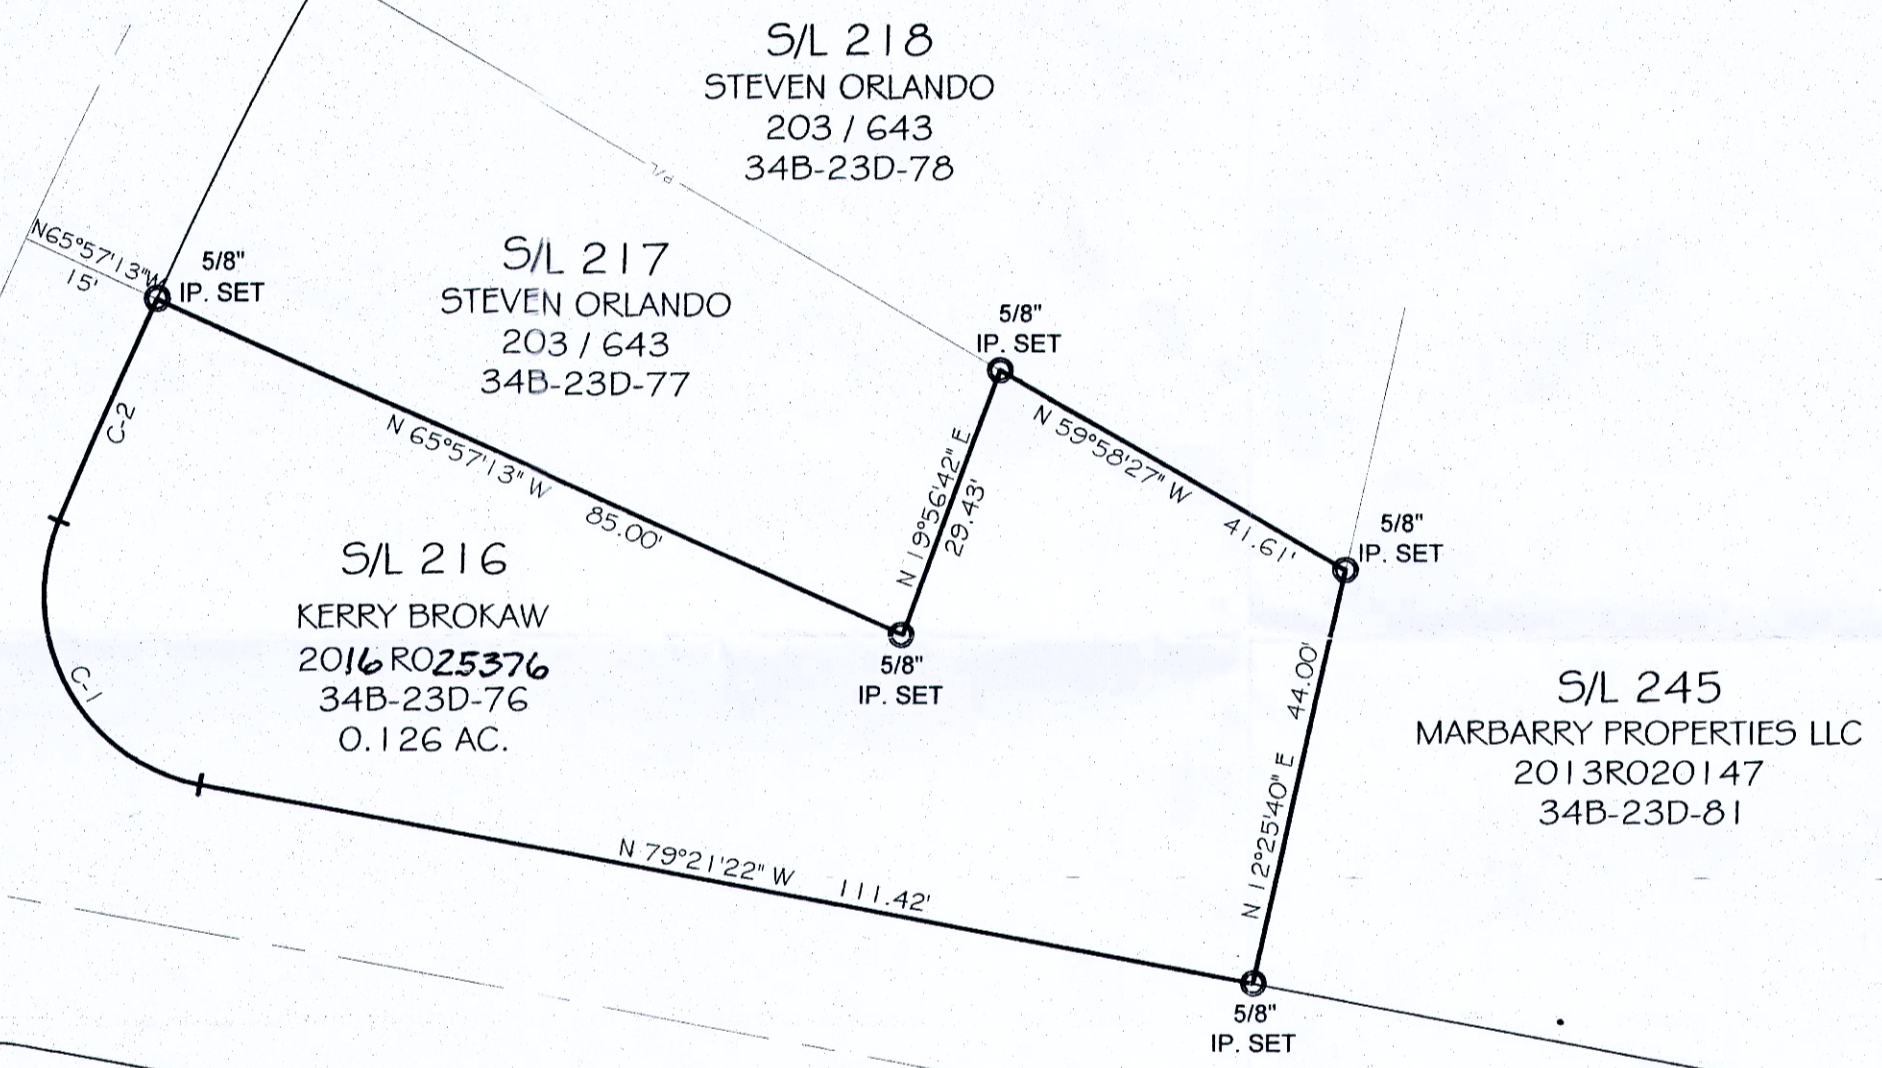 S/L 218
STEVEN ORLANDO
203 / 643
34B-23D-78
P/L
N65°57'13"W
15'
5/8"
IP. SET
S/L 217
STEVEN ORLANDO
203 / 643
34B-23D-77
5/8"
IP. SET
C-2
N 65°57'13" W
85.00'
N 19°56'42" E
29.43'
N 59°58'27" W
41.61'
5/8"
IP. SET
S/L 216
KERRY BROKAW
2016R025376
34B-23D-76
0.126 AC.
C-1
5/8"
IP. SET
N 12°25'40" E
44.00'
S/L 245
MARBARRY PROPERTIES LLC
2013R020147
34B-23D-81
N 79°21'22" W
111.42'
5/8"
IP. SET